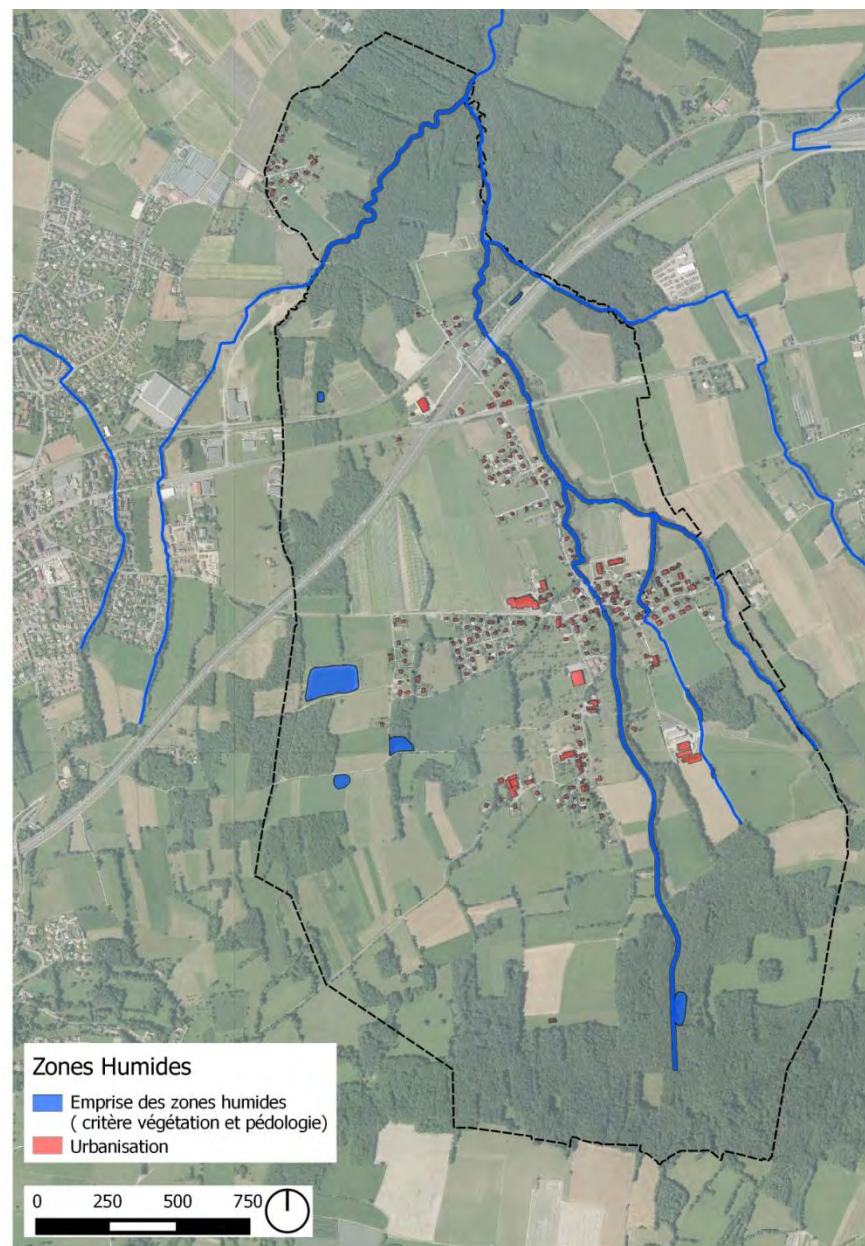 Zones Humides
Emprise des zones humides
( critère végétation et pédologie)
Urbanisation
0 250 500 750